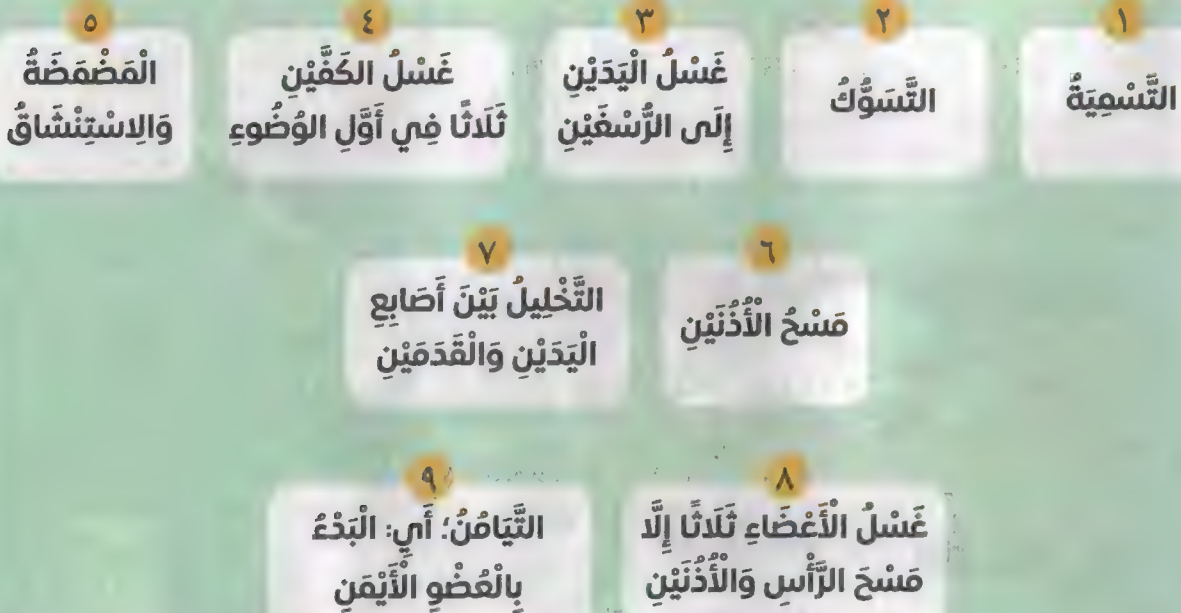 ١
التَّسْمِيَةُ
٢
التَّسَوُّكُ
٣
غَسْلُ الْيَدَيْنِ
إِلَى الرُّسْغَيْنِ
٤
غَسْلُ الكَفَّيْنِ
ثَلَاثًا فِي أَوَّلِ الوُضُوءِ
٥
الْمَضْمَضَةُ
وَالِاسْتِنْشَاقُ
٦
مَسْحُ الْأُذُنَيْنِ
٧
التَّخْلِيلُ بَيْنَ أَصَابِعِ
الْيَدَيْنِ وَالْقَدَمَيْنِ
٨
غَسْلُ الْأَعْضَاءِ ثَلَاثًا إِلَّا
مَسْحَ الرَّأْسِ وَالْأُذُنَيْنِ
٩
التَّيَامُنُ؛ أَيِ: الْبَدْءُ
بِالْعُضْوِ الْأَيْمَنِ